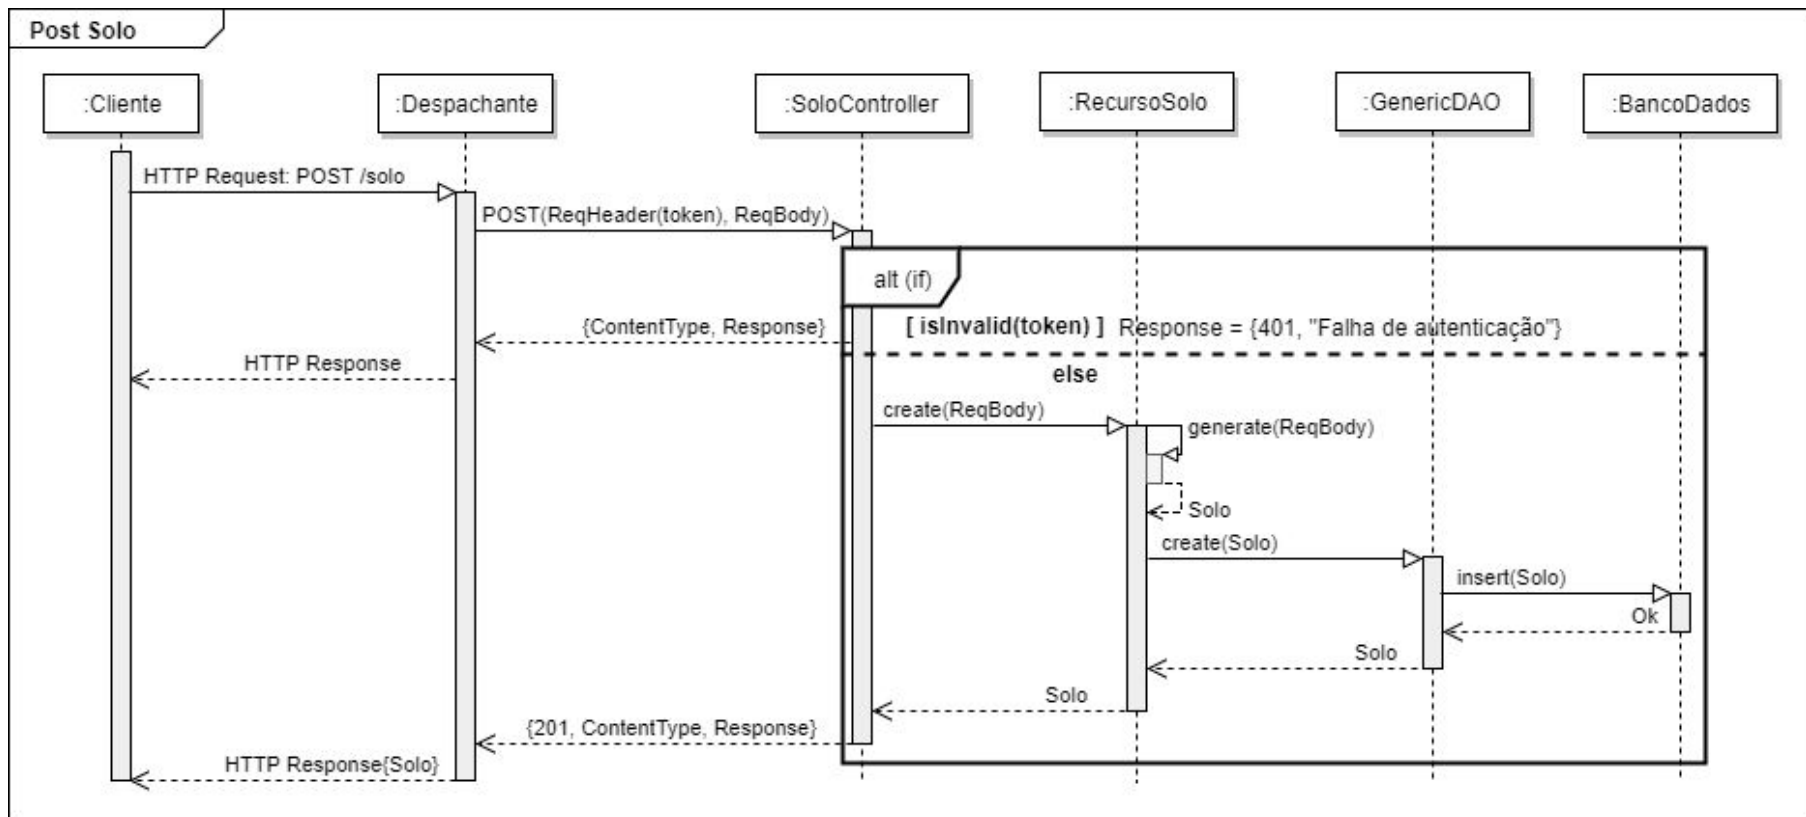 Post Solo
:Cliente
:Despachante
:SoloController
:RecursoSolo
:GenericDAO
:BancoDados
HTTP Request: POST /solo
POST(ReqHeader(token), ReqBody)
alt (if)
{ContentType, Response}
[ isInvalid(token) ] Response = {401, "Falha de autenticação"}
HTTP Response
else
create(ReqBody)
generate(ReqBody)
Solo
create(Solo)
insert(Solo)
Ok
Solo
Solo
{201, ContentType, Response}
HTTP Response{Solo}